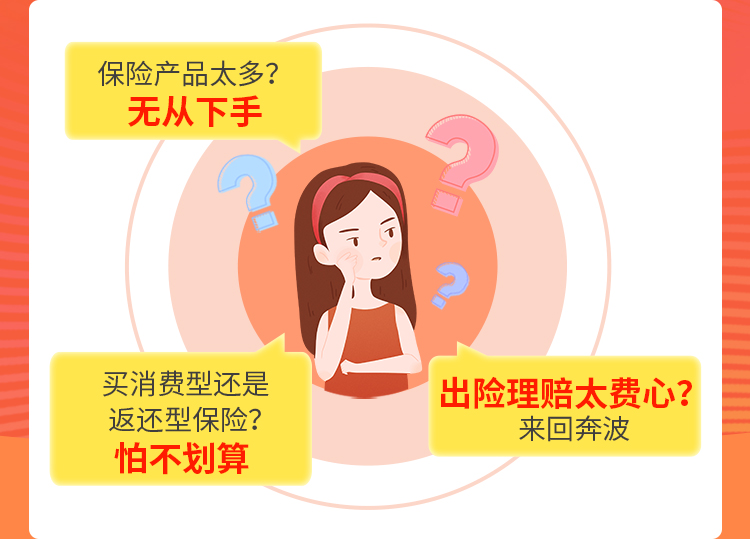 保险产品太多?
无从下手
买消费型还是
返还型保险?
怕不划算
出险理赔太费心?
来回奔波